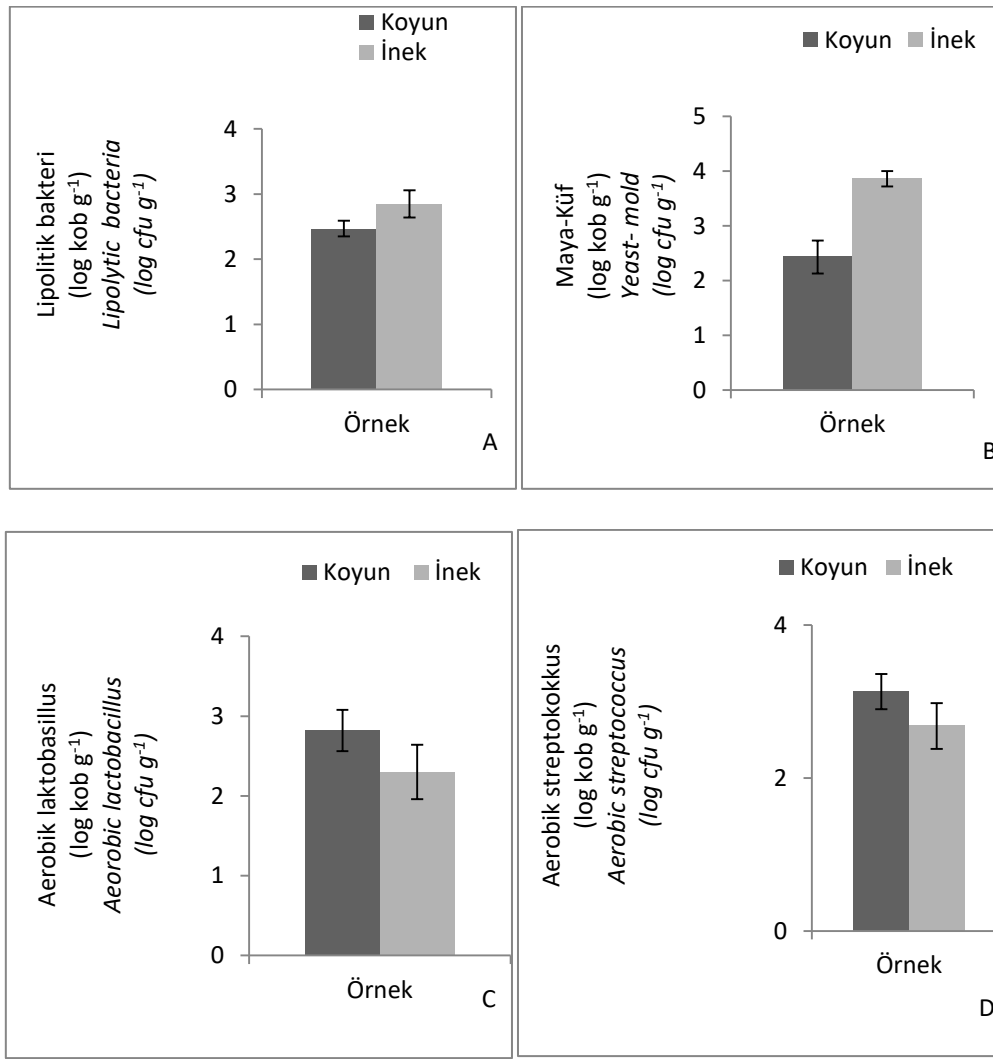 Koyun
İnek
Lipolitik bakteri
(log kob g⁻¹)
Lipolytic bacteria
(log cfu g⁻¹)
4
3
2
1
0
Örnek
A
Koyun İnek
Maya-Küf
(log kob g⁻¹)
Yeast- mold
(log cfu g⁻¹)
5
4
3
2
1
0
Örnek
B
Koyun İnek
Aerobik laktobasillus
(log kob g⁻¹)
Aeorobic lactobacillus
(log cfu g⁻¹)
4
3
2
1
0
Örnek
C
Koyun İnek
Aerobik streptokokkus
(log kob g⁻¹)
Aerobic streptococcus
(log cfu g⁻¹)
4
2
0
Örnek
D